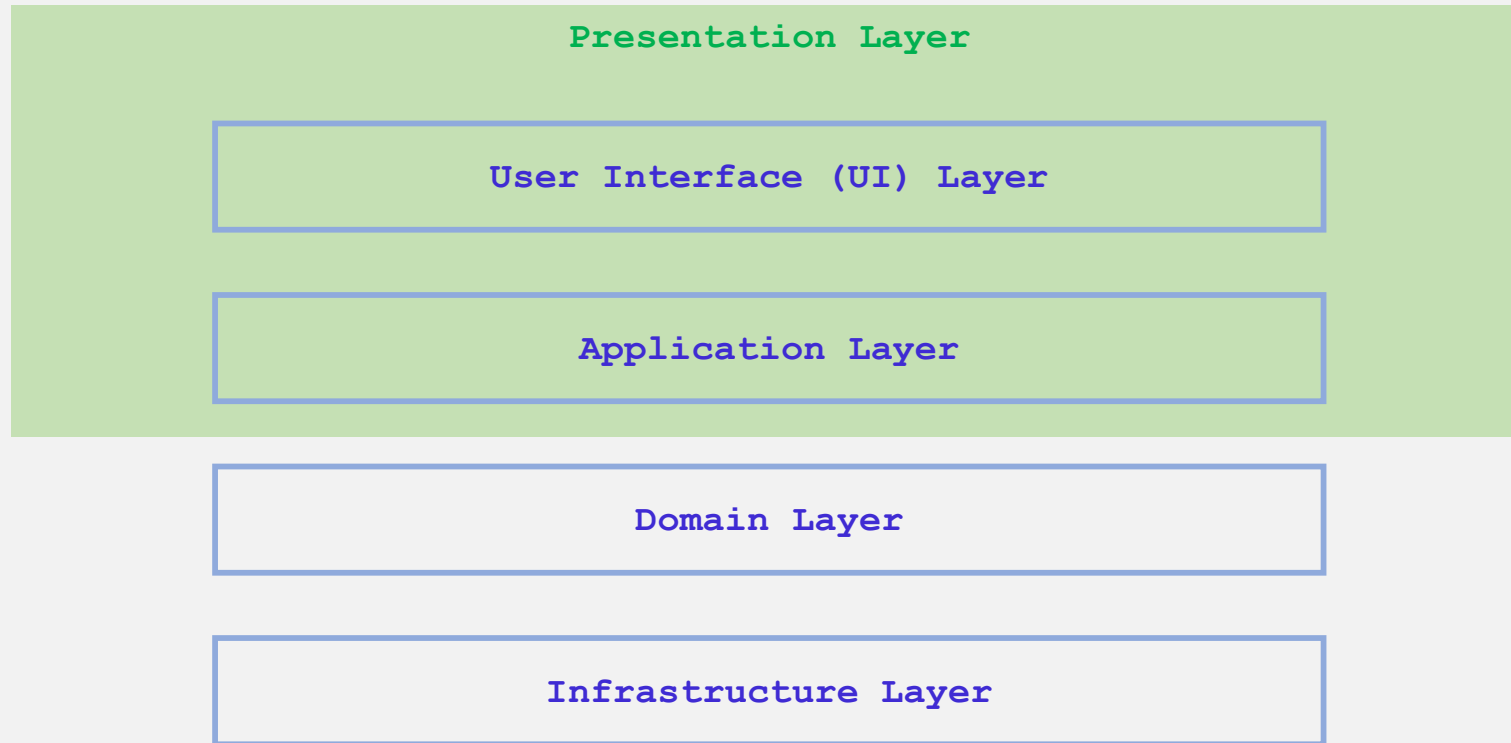 Presentation Layer
User Interface (UI) Layer
Application Layer
Domain Layer
Infrastructure Layer